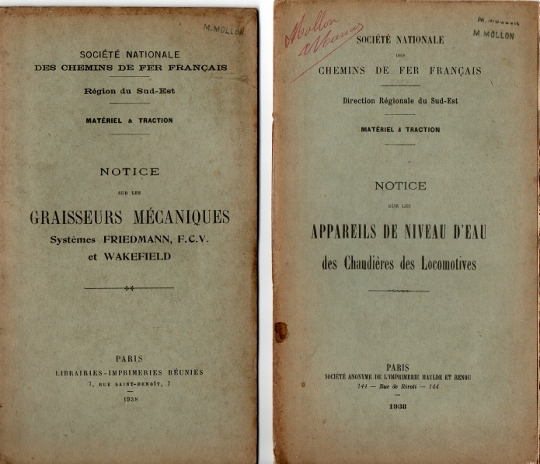 M. MOLLON
SOCIÉTÉ NATIONALE
DES CHEMINS DE FER FRANÇAIS
Région du Sud-Est
MATÉRIEL & TRACTION
NOTICE
SUR LES
GRAISSEURS MÉCANIQUES
Systèmes FRIEDMANN, F.C.V.
et WAKEFIELD
PARIS
LIBRAIRIES-IMPRIMERIES RÉUNIES
7, RUE SAINT-BENOÎT, 7
1938
Mollon
M. MOLLON
M. MOLLON
SOCIÉTÉ NATIONALE
DES
CHEMINS DE FER FRANÇAIS
Direction Régionale du Sud-Est
MATÉRIEL & TRACTION
NOTICE
SUR LES
APPAREILS DE NIVEAU D'EAU
des Chaudières des Locomotives
PARIS
SOCIÉTÉ ANONYME DE L'IMPRIMERIE MAULDE ET RENOU
144 — Rue de Rivoli — 144
1938